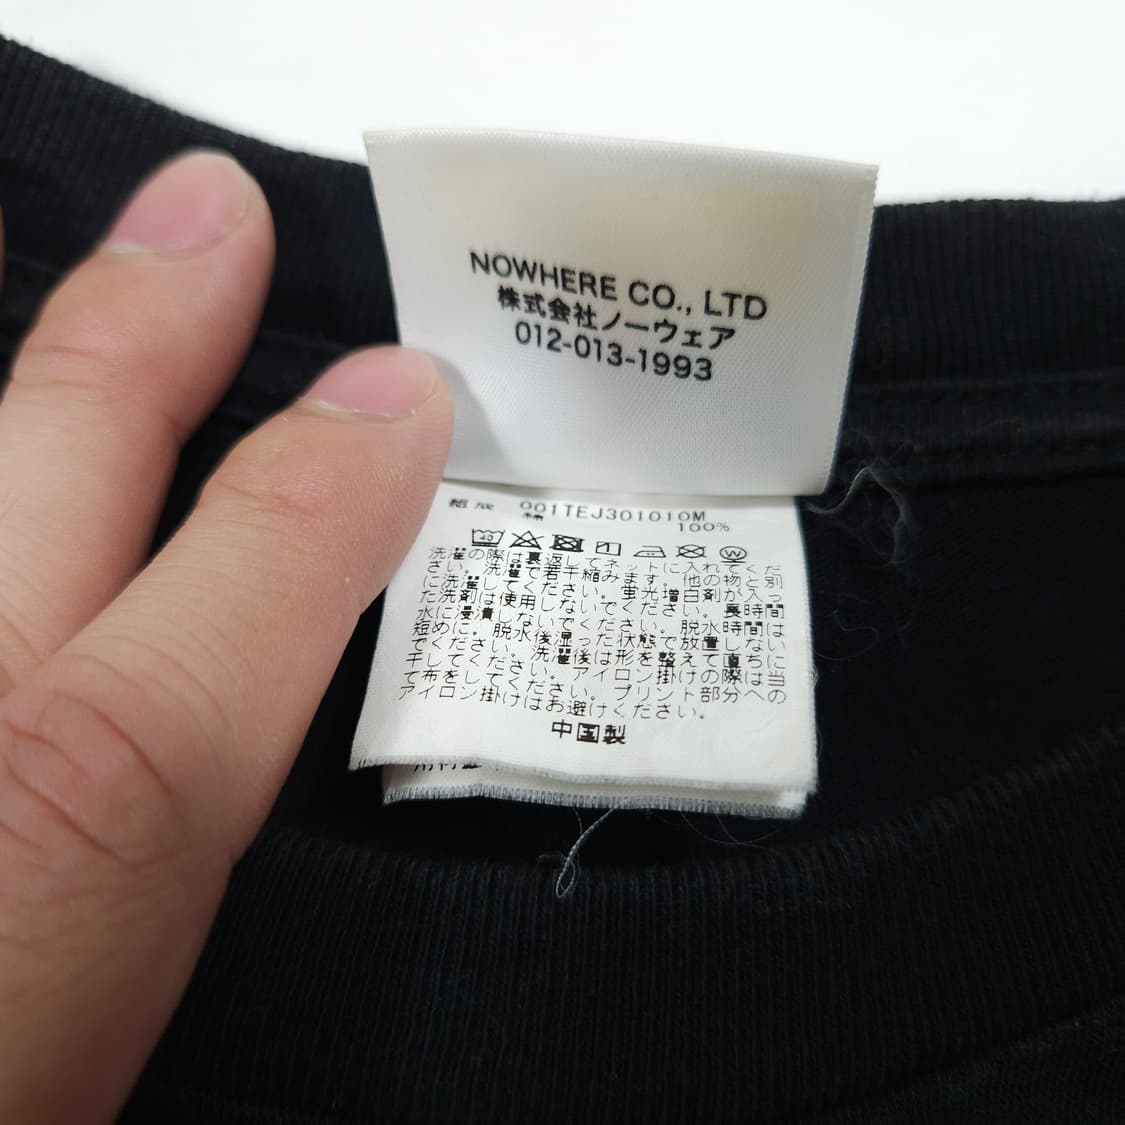 NOWHERE CO., LTD
株式会社ノーウェア
012-013-1993
組成 001TEJ301010M
綿 100%
40 1 W
洗濯の際は裏返してネットに入れてくだ
さい。洗濯で若干縮みます。他の物と別
に洗濯してください。蛍光増白剤が入っ
た洗剤は使用しないでください。長時間
水に浸漬しないでください。脱水時間は
短めに。脱水後湿った状態で放置しない
でください。洗濯後は形を整えて直ちに
干してください。アイロン掛けの際は当
て布をしてください。プリント部分への
アイロン掛けはお避けください。
中国製